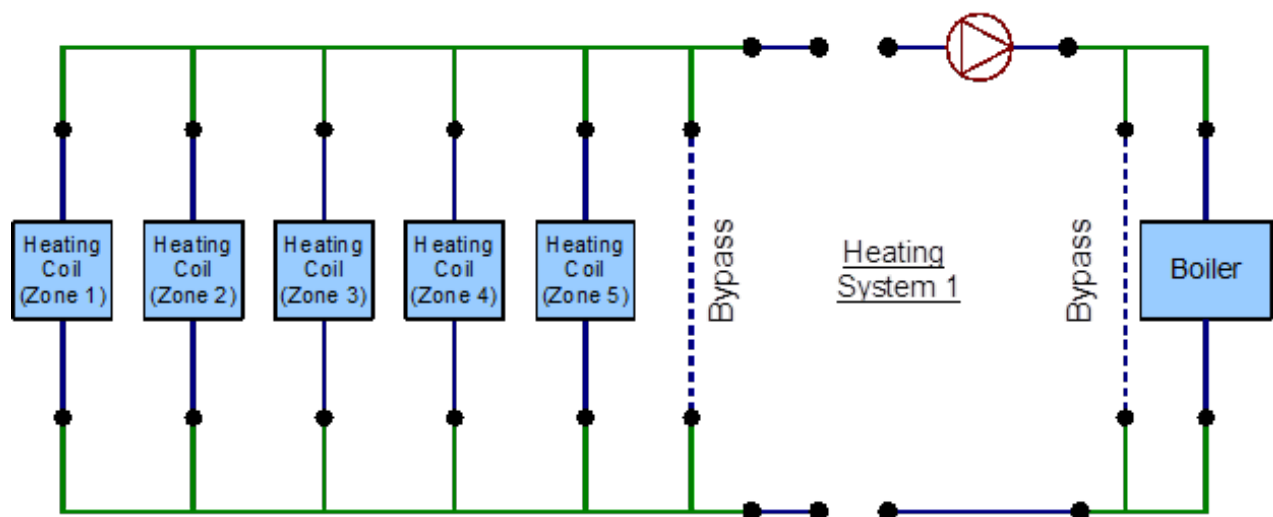 Heating
Coil
(Zone 1)
Heating
Coil
(Zone 2)
Heating
Coil
(Zone 3)
Heating
Coil
(Zone 4)
Heating
Coil
(Zone 5)
Bypass
Heating
System 1
Bypass
Boiler